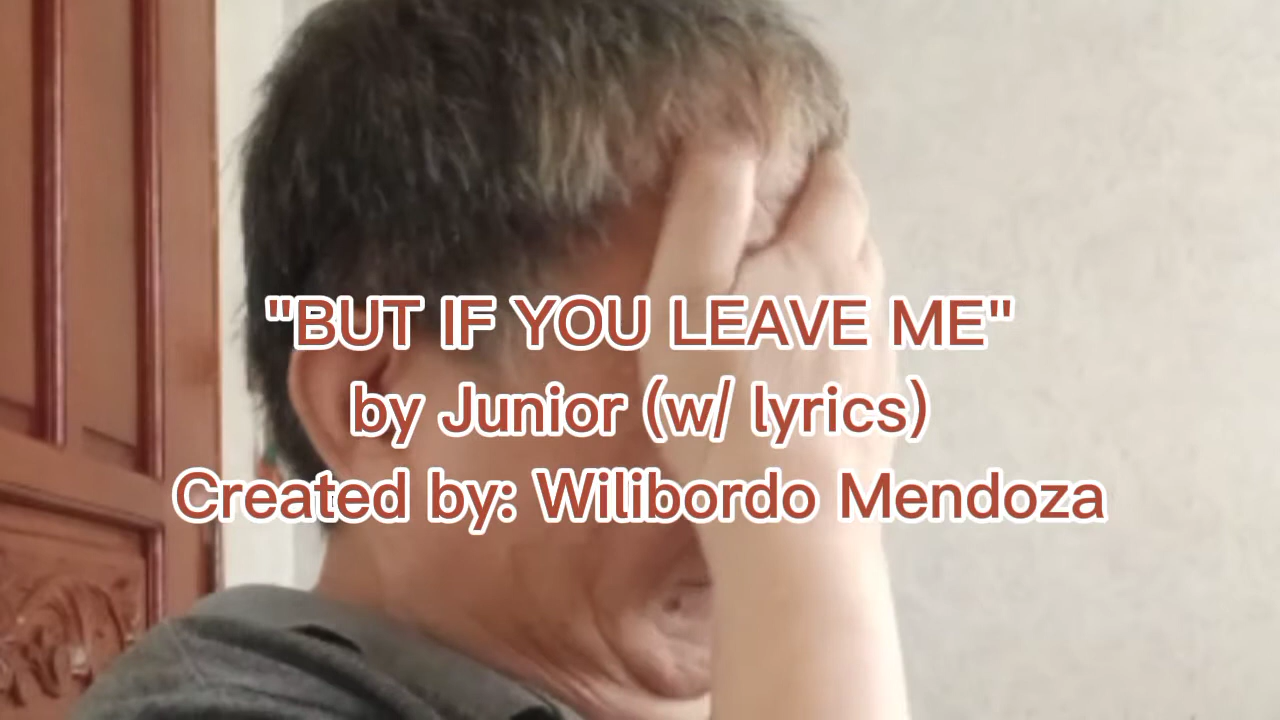 "BUT IF YOU LEAVE ME"
by Junior (w/ lyrics)
Created by: Wilibordo Mendoza